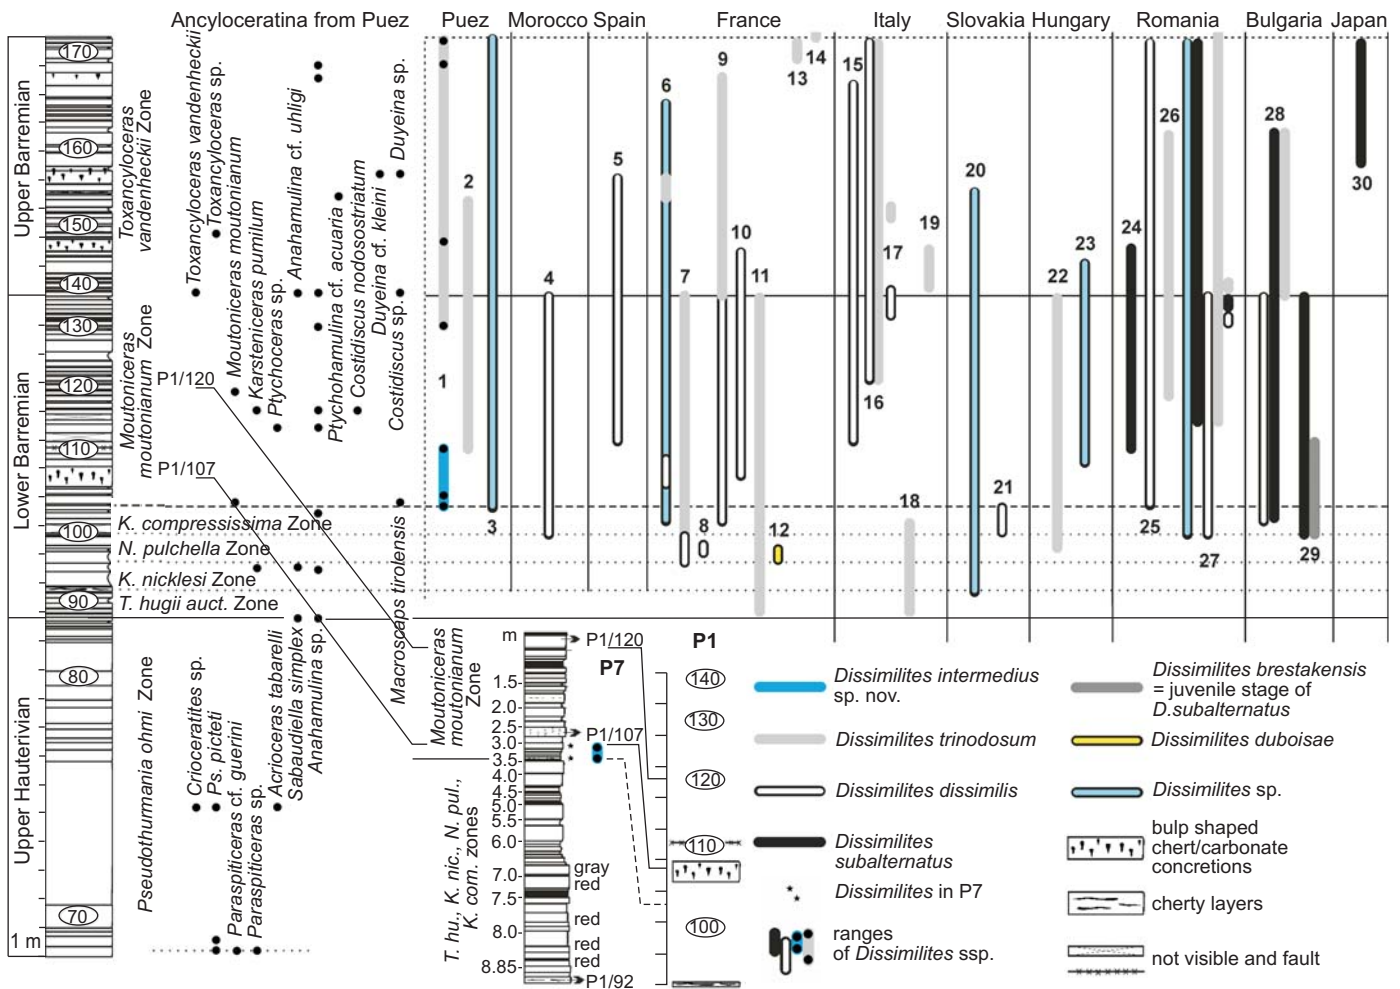 Ancyloceratina from Puez
Puez
Morocco
Spain
France
Italy
Slovakia
Hungary
Romania
Bulgaria
Japan
Upper Barremian
Lower Barremian
Upper Hauterivian
1 m
170
160
150
140
130
120
110
100
90
80
70
Toxancyloceras
vandenheckii Zone
Moutoniceras
moutonianum Zone
K. compressissima Zone
N. pulchella Zone
K. nicklesi Zone
T. hugii auct. Zone
Pseudothurmania ohmi Zone
P1/120
P1/107
Toxancyloceras vandenheckii
Toxancyloceras sp.
Moutoniceras moutonianum
Karsteniceras pumilum
Ptychoceras sp.
Anahamulina cf. uhligi
Ptychohamulina cf. acuaria
Costidiscus nodosostriatum
Duyeina cf. kleini
Duyeina sp.
Costidiscus sp.
Macroscaps tirolensis
Crioceratites sp.
Ps. picteti
Paraspiticeras cf. guerini
Paraspiticeras sp.
Acrioceras tabarelli
Sabaudiella simplex
Anahamulina sp.
1
2
3
4
5
6
7
8
9
10
11
12
13
14
15
16
17
18
19
20
21
22
23
24
25
26
27
28
29
30
Moutoniceras
moutonianum
Zone
T. hu., K. nic., N. pul.,
K. com. zones
m
1.5
2.0
2.5
3.0
3.5
4.0
4.5
5.0
5.5
6.0
7.0
7.5
8.0
8.85
P1/120
P7
P1/107
gray
red
red
red
red
P1/92
P1
140
130
120
110
100
Dissimilites intermedius
sp. nov.
Dissimilites trinodosum
Dissimilites dissimilis
Dissimilites
subalternatus
Dissimilites in P7
ranges
of Dissimilites ssp.
Dissimilites brestakensis
= juvenile stage of
D.subalternatus
Dissimilites duboisae
Dissimilites sp.
bulp shaped
chert/carbonate
concretions
cherty layers
not visible and fault